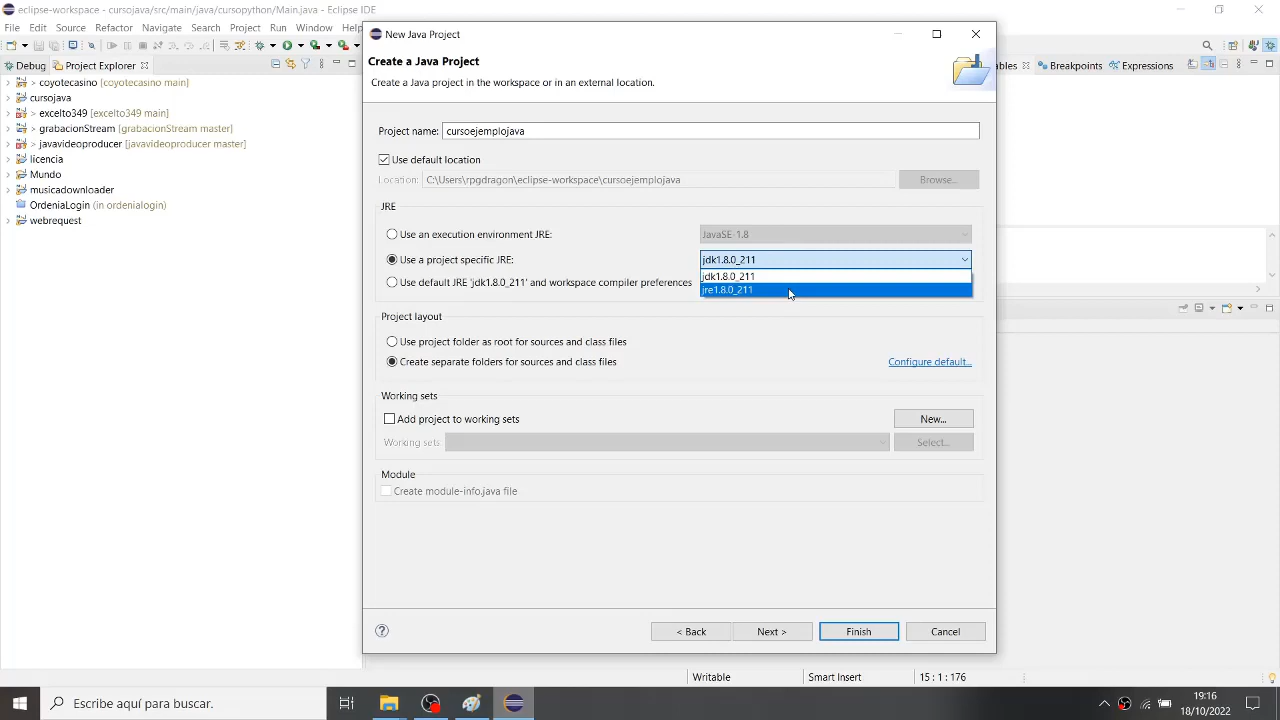 eclipse-workspace - cursojava/src/main/java/cursopython/Main.java - Eclipse IDE
File Edit Source Refactor Navigate Search Project Run Window
Debug Project Explorer
> coyotecasino [coyotecasino main]
cursojava
> excelto349 [excelto349 main]
> grabacionStream [grabacionStream master]
> javavideoproducer [javavideoproducer master]
licencia
Mundo
musicadownloader
OrdeniaLogin (in ordenialogin)
webrequest
New Java Project
Create a Java Project
Create a Java project in the workspace or in an external location.
Project name: cursoejemplojava
Use default location
Location: C:\Users\rpgdragon\eclipse-workspace\cursoejemplojava Browse...
JRE
Use an execution environment JRE: JavaSE-1.8
Use a project specific JRE: jdk1.8.0_211
jdk1.8.0_211
Use default JRE 'jdk1.8.0_211' and workspace compiler preferences
jre1.8.0_211
Project layout
Use project folder as root for sources and class files
Create separate folders for sources and class files Configure default...
Working sets
Add project to working sets New...
Working sets: Select...
Module
Create module-info.java file
< Back Next > Finish Cancel
Breakpoints Expressions
Writable Smart Insert 15 : 1 : 176
Escribe aquí para buscar.
19:16
18/10/2022